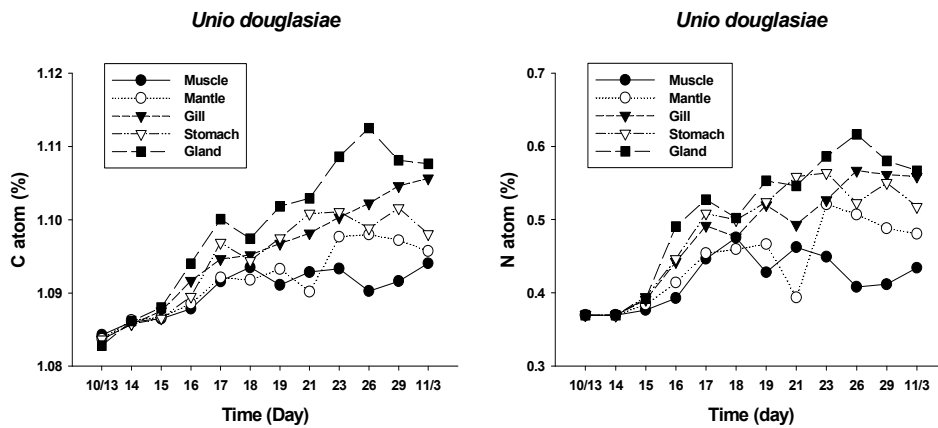 Unio douglasiae
C atom (%)
1.12
1.11
1.10
1.09
1.08
Muscle
Mantle
Gill
Stomach
Gland
10/13 14 15 16 17 18 19 21 23 26 29 11/3
Time (Day)
Unio douglasiae
N atom (%)
0.7
0.6
0.5
0.4
0.3
Muscle
Mantle
Gill
Stomach
Gland
10/13 14 15 16 17 18 19 21 23 26 29 11/3
Time (day)